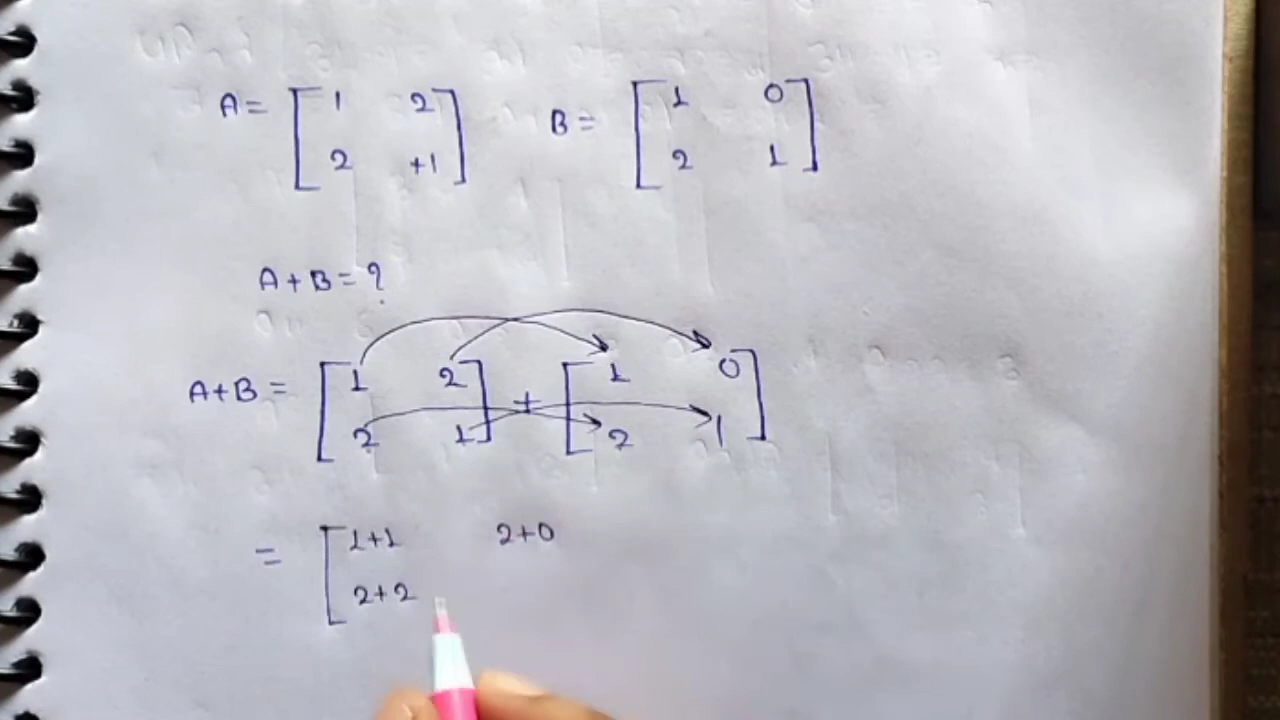 A = [ 1 2 B = [ 1 0
2 +1 ] 2 1 ]
A + B = ?
A+B = [ 1 2 + [ 1 0
2 1 ] 2 1 ]
= [ 1+1 2+0
2+2